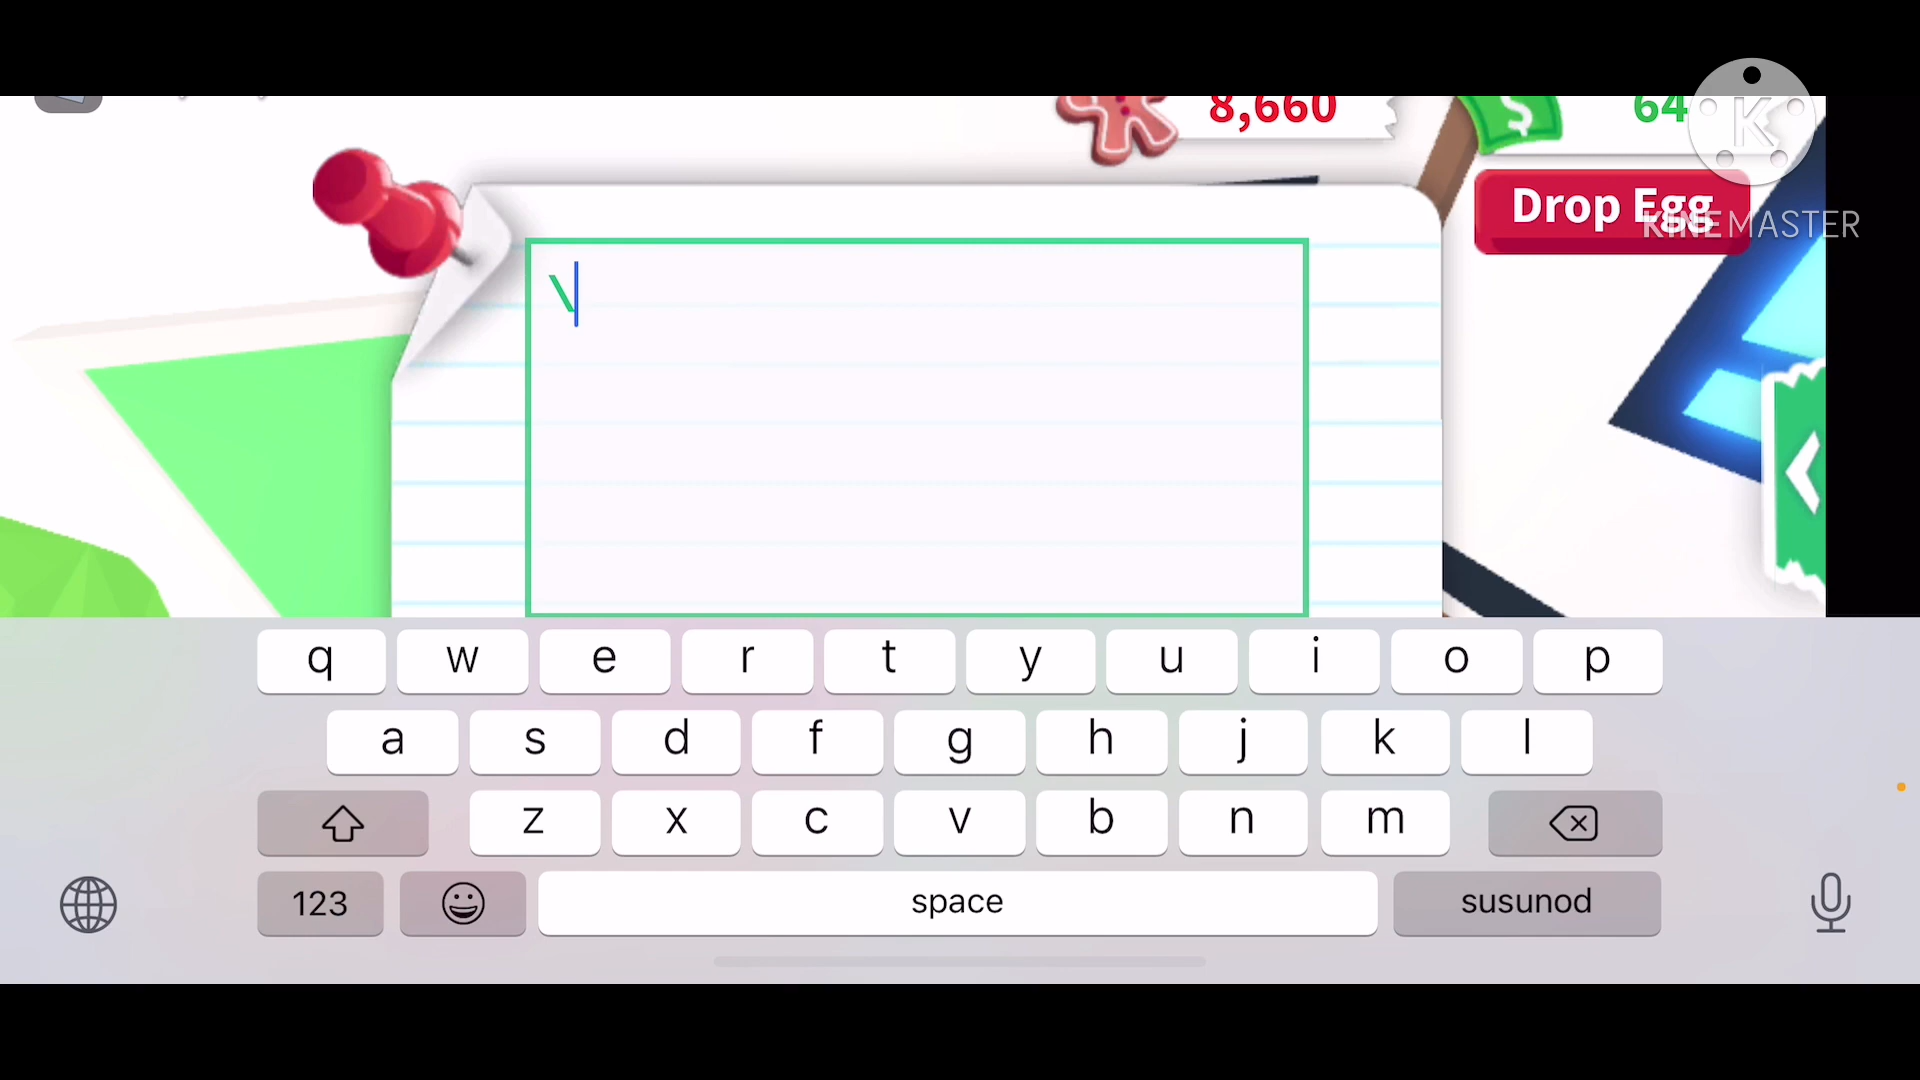 8,660
64
K
Drop Egg
KINEMASTER
\
q w e r t y u i o p
a s d f g h j k l
z x c v b n m
123
space
susunod